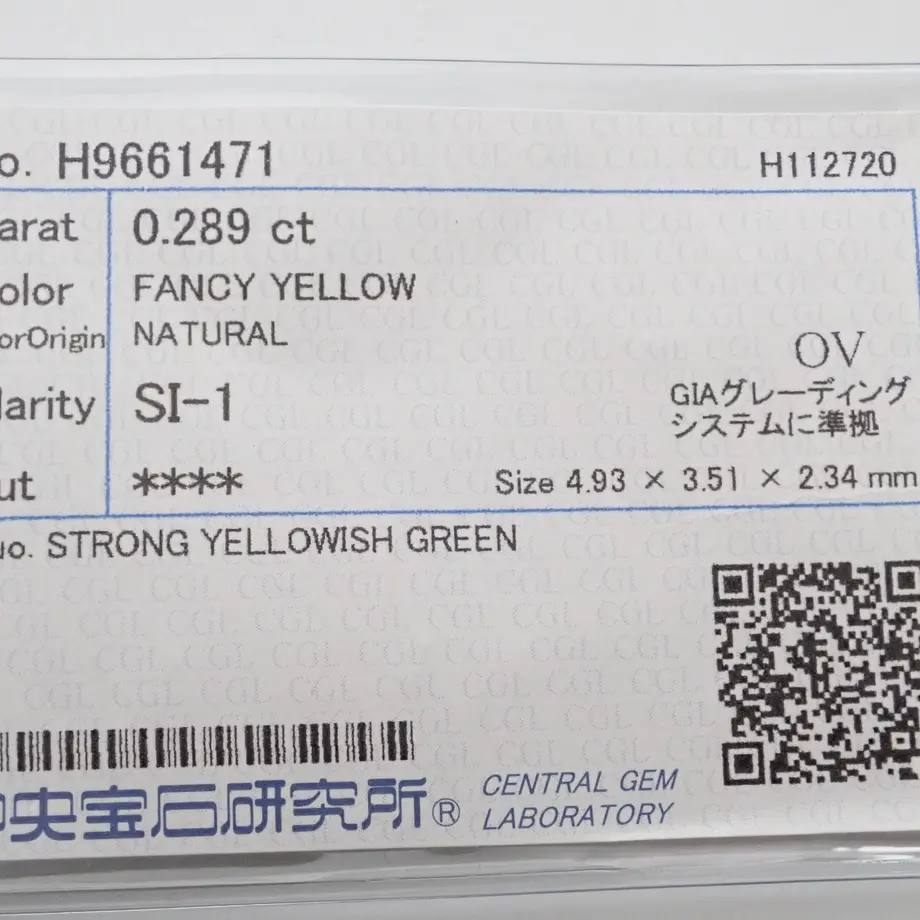 o. H9661471
H112720
arat 0.289 ct
olor FANCY YELLOW
orOrigin NATURAL
OV
larity SI-1
GIAグレーディング
システムに準拠
ut ****
Size 4.93 × 3.51 × 2.34 mm
uo. STRONG YELLOWISH GREEN
中央宝石研究所® CENTRAL GEM
LABORATORY